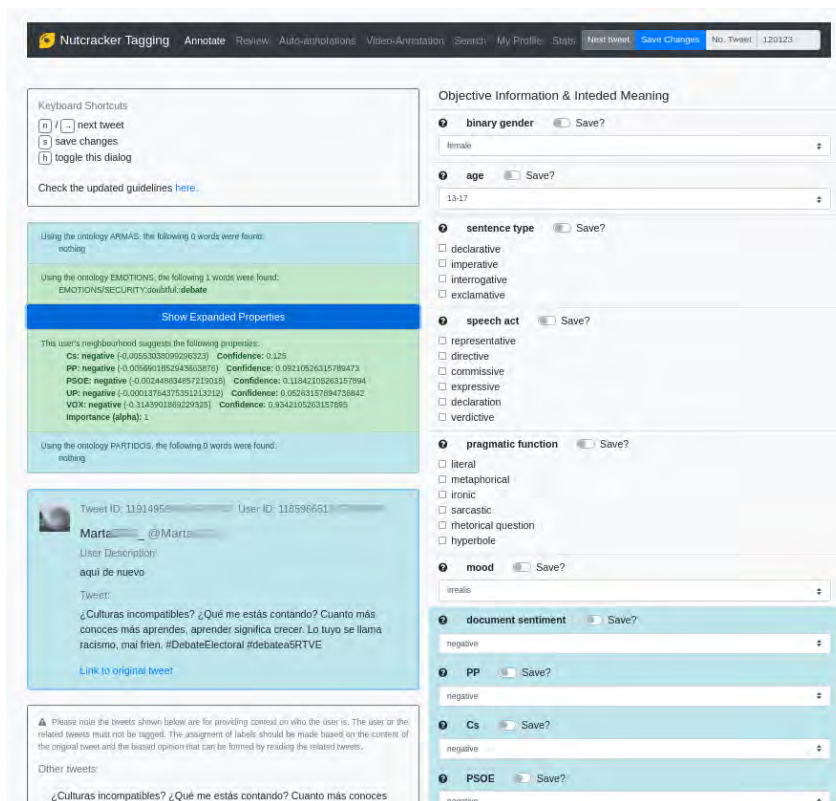 Nutcracker Tagging Annotate Review Auto-annotations Video-Annotation Search My Profile Stats Next tweet Save Changes No. Tweet 120123
Keyboard Shortcuts
n / → next tweet
s save changes
h toggle this dialog
Check the updated guidelines here.
Using the ontology ARMAS, the following 0 words were found:
nothing
Using the ontology EMOTIONS, the following 1 words were found:
EMOTIONS/SECURITY:doubtful:debate
Show Expanded Properties
This user's neighbourhood suggests the following properties:
Cs: negative (-0.00553038099296323) Confidence: 0.125
PP: negative Confidence: 0.09210526315789473
PSOE: negative Confidence: 0.11842105263157894
UP: negative Confidence:
VOX: negative Confidence: 0.9342105263157895
Importance (alpha): 1
Using the ontology PARTIDOS, the following 0 words were found:
nothing
Tweet ID: 1191495 User ID: 118596651
Marta _ @Marta
User Description:
aquí de nuevo
Tweet:
¿Culturas incompatibles? ¿Qué me estás contando? Cuanto más
conoces más aprendes, aprender significa crecer. Lo tuyo se llama
racismo, mai frien. #DebateElectoral #debatea5RTVE
Link to original tweet
Please note the tweets shown below are for providing context on who the user is. The user or the
related tweets must not be tagged. The assigment of labels should be made based on the content of
the original tweet and the biased opinion that can be formed by reading the related tweets.
Other tweets:
¿Culturas incompatibles? ¿Qué me estás contando? Cuanto más conoces
Objective Information & Inteded Meaning
binary gender Save?
female
age Save?
13-17
sentence type Save?
declarative
imperative
interrogative
exclamative
speech act Save?
representative
directive
commissive
expressive
declaration
verdictive
pragmatic function Save?
literal
metaphorical
ironic
sarcastic
rhetorical question
hyperbole
mood Save?
irrealis
document sentiment Save?
negative
PP Save?
negative
Cs Save?
negative
PSOE Save?
negative